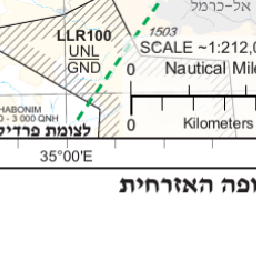 אל-כרמל
1503
LLR100
UNL
GND
SCALE ~1:212,0
0
Nautical Mile
HABONIM
0 - 3 000 QNH
0
Kilometers
לצומת פרדי
35°00'E
ופה האזרחית